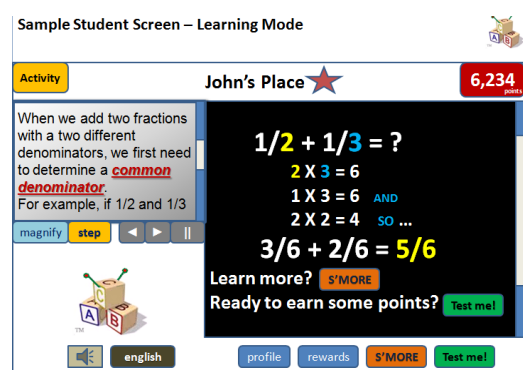 Sample Student Screen – Learning Mode
Activity
John's Place
6,234
points
When we add two fractions
with a two different
denominators, we first need
to determine a common
denominator.
For example, if 1/2 and 1/3
magnify
step
1/2 + 1/3 = ?
2 X 3 = 6
1 X 3 = 6 AND
2 X 2 = 4 SO ...
3/6 + 2/6 = 5/6
Learn more? S'MORE
Ready to earn some points? Test me!
C
A B
TM
english
profile
rewards
S'MORE
Test me!